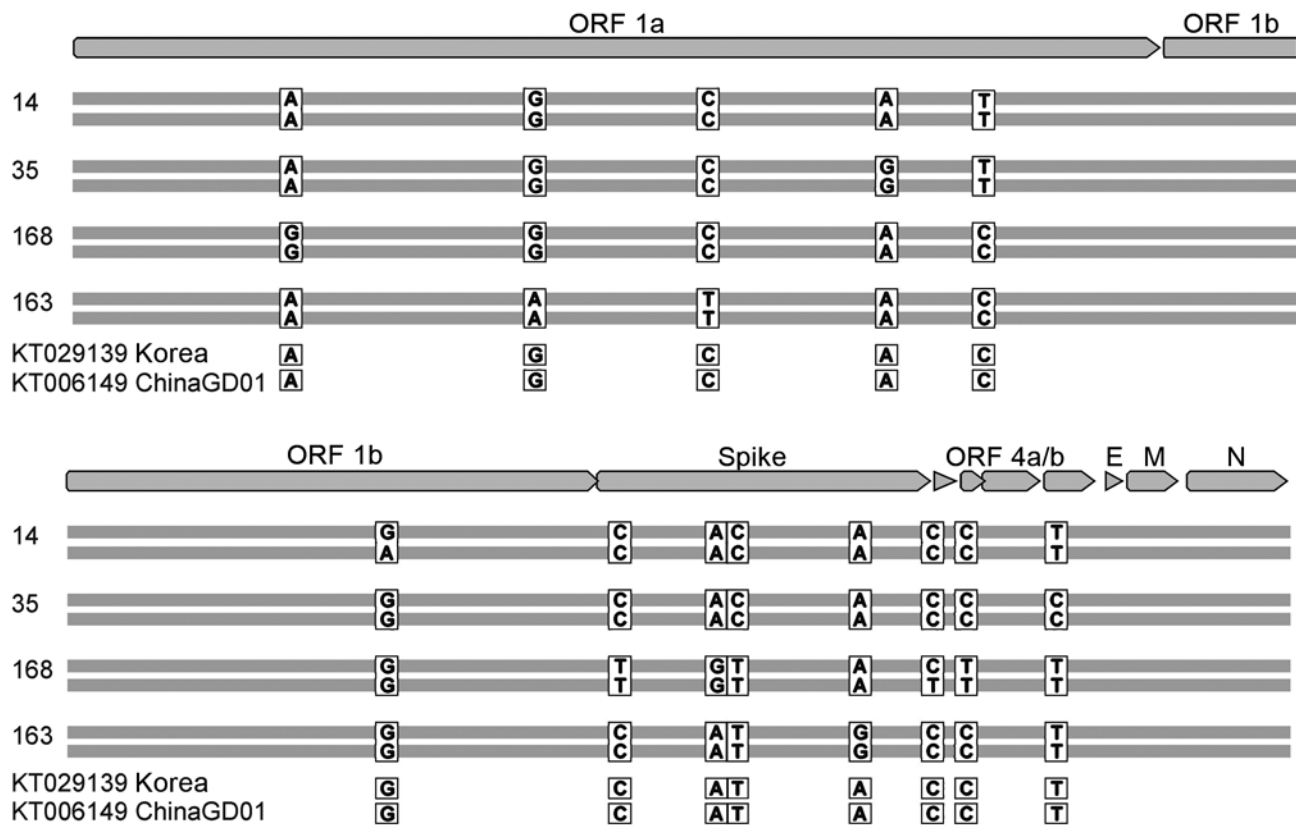 ORF 1a ORF 1b
14 A G C A T
A G C A T
35 A G C G T
A G C G T
168 G G C A C
G G C A C
163 A A T A C
A A T A C
KT029139 Korea A G C A C
KT006149 ChinaGD01 A G C A C
ORF 1b Spike ORF 4a/b E M N
14 G C A C A C C T
A C A C A C C T
35 G C A C A C C C
G C A C A C C C
168 G T G T A C T T
G T G T A T T T
163 G C A T G C C T
G C A T G C C T
KT029139 Korea G C A T A C C T
KT006149 ChinaGD01 G C A T A C C T